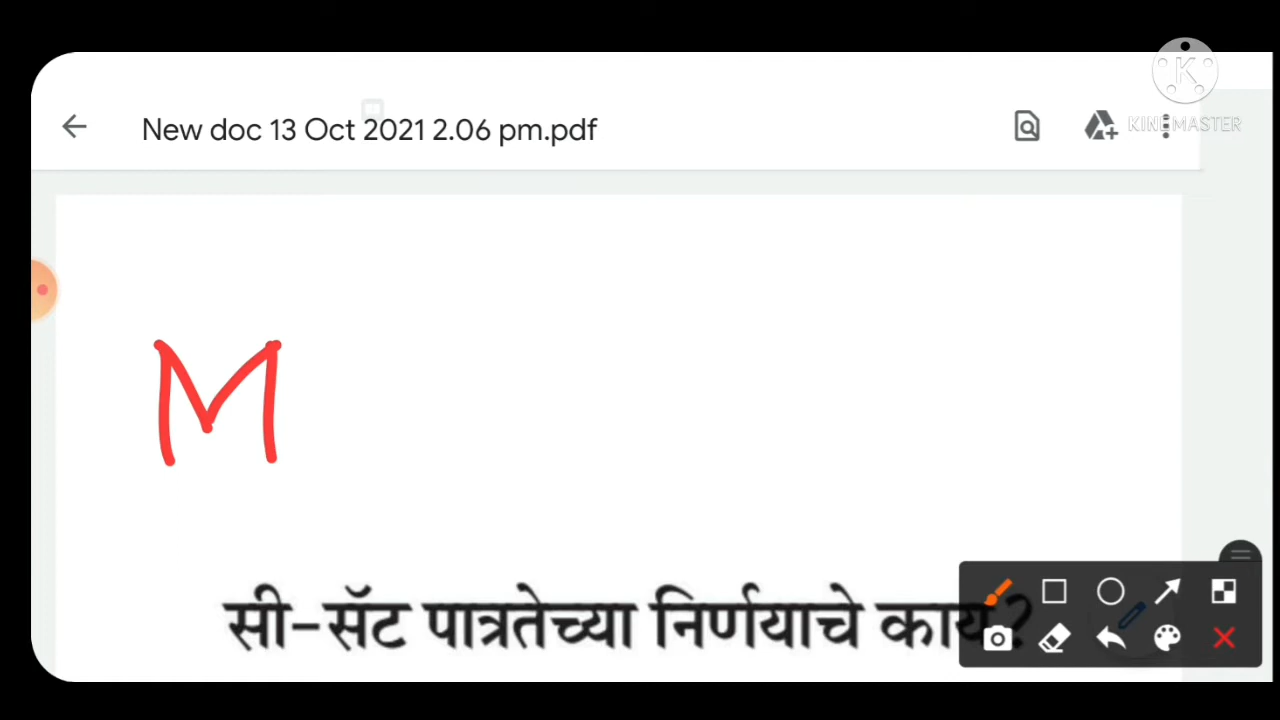 KINEMASTER
New doc 13 Oct 2021 2.06 pm.pdf
M
सी-सॅट पात्रतेच्या निर्णयाचे काय?